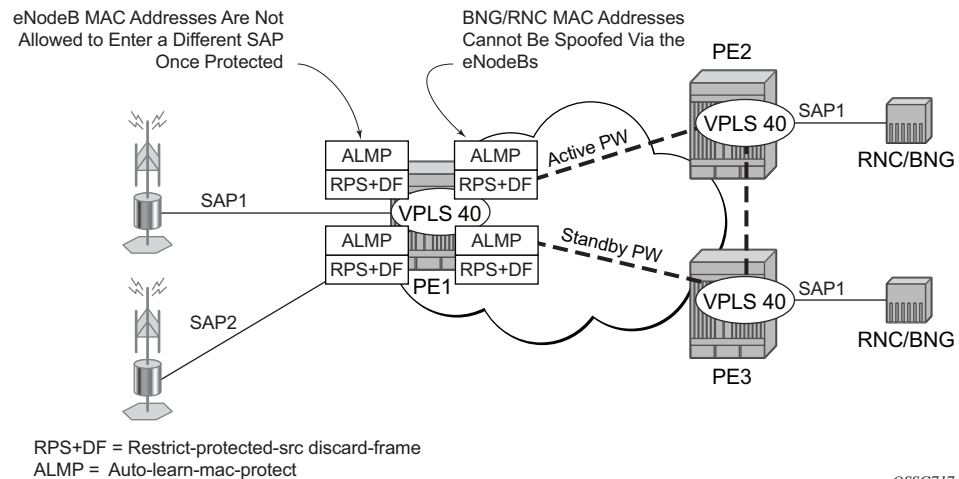 eNodeB MAC Addresses Are Not
Allowed to Enter a Different SAP
Once Protected
BNG/RNC MAC Addresses
Cannot Be Spoofed Via the
eNodeBs
PE2
VPLS 40
SAP1
RNC/BNG
ALMP
RPS+DF
ALMP
RPS+DF
Active PW
SAP1
VPLS 40
ALMP
RPS+DF
ALMP
RPS+DF
PE1
Standby PW
SAP2
VPLS 40
SAP1
RNC/BNG
PE3
RPS+DF = Restrict-protected-src discard-frame
ALMP = Auto-learn-mac-protect